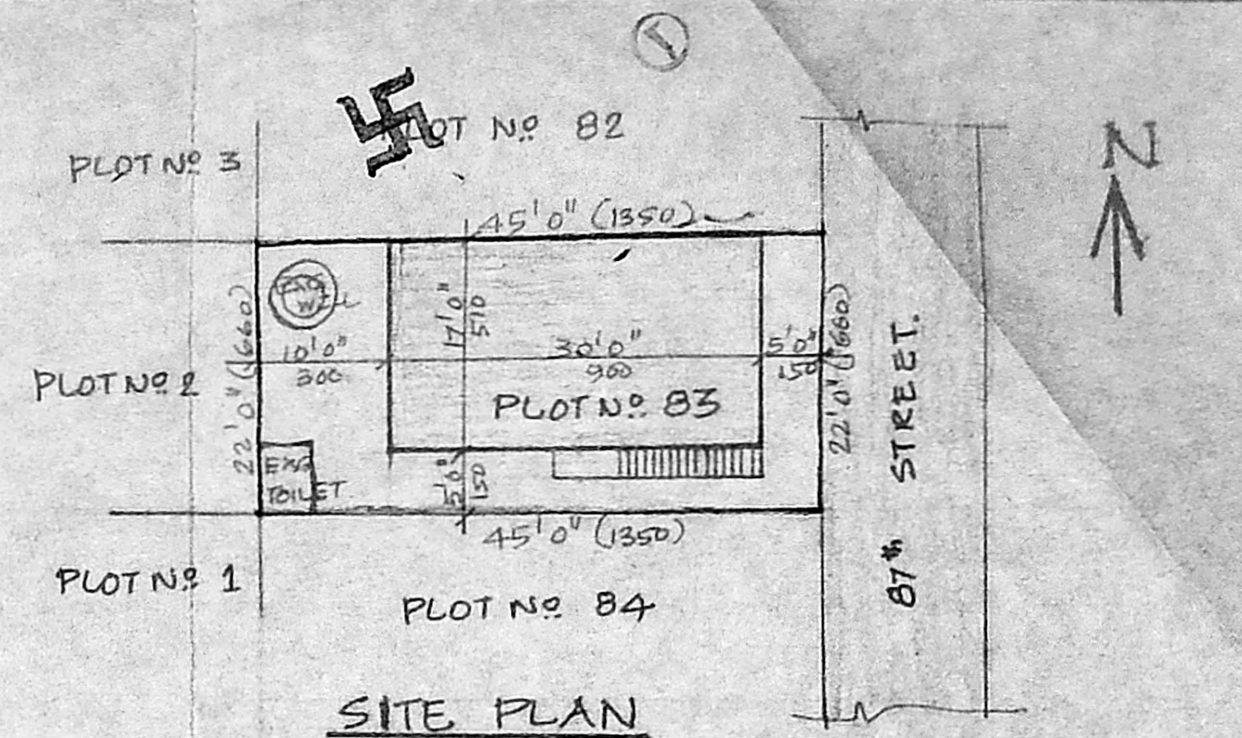 1
PLOT Nº 82
PLOT Nº 3
N
45'0" (1350)
EXG
WELL
22'0" (660)
17'0"
510
10'0"
300
30'0"
900
5'0"
150
22'0" (660)
PLOT Nº 2
PLOT Nº 83
87th STREET.
EXG
TOILET
5'0"
150
45'0" (1350)
PLOT Nº 1
PLOT Nº 84
SITE PLAN